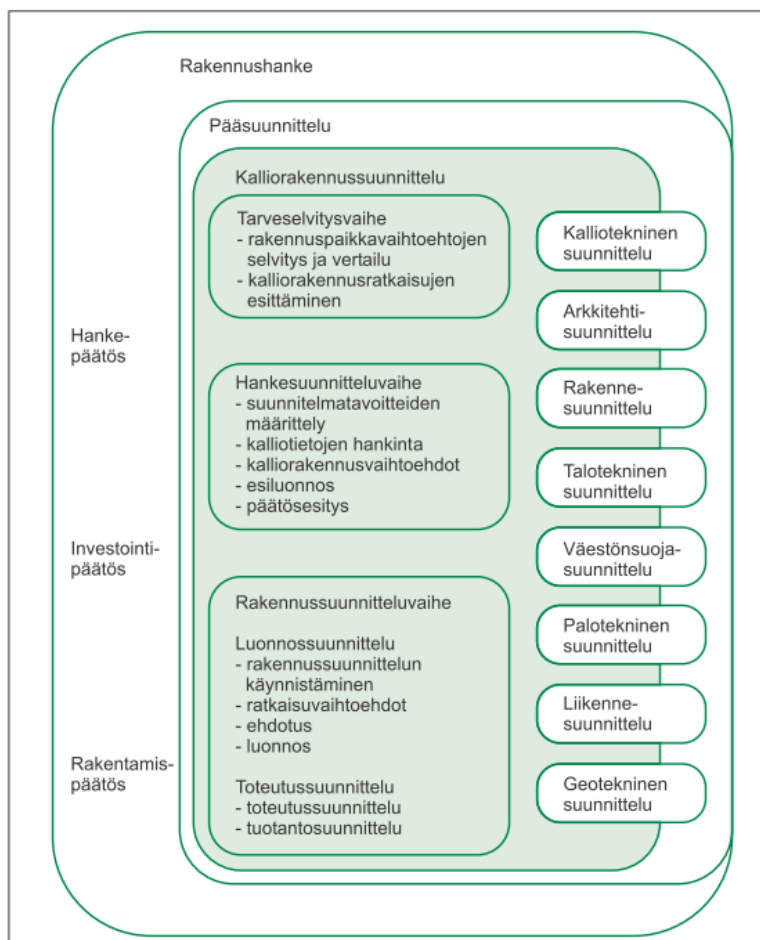 Rakennushanke
Pääsuunnittelu
Kalliorakennussuunnittelu
Tarveselvitysvaihe
- rakennuspaikkavaihtoehtojen
selvitys ja vertailu
- kalliorakennusratkaisujen
esittäminen
Hanke-
päätös
Hankesuunnitteluvaihe
- suunnitelmatavoitteiden
määrittely
- kalliotietojen hankinta
- kalliorakennusvaihtoehdot
- esiluonnos
- päätösesitys
Investointi-
päätös
Rakennussuunnitteluvaihe
Luonnossuunnittelu
- rakennussuunnittelun
käynnistäminen
- ratkaisuvaihtoehdot
- ehdotus
- luonnos
Rakentamis-
päätös
Toteutussuunnittelu
- toteutussuunnittelu
- tuotantosuunnittelu
Kalliotekninen
suunnittelu
Arkkitehti-
suunnittelu
Rakenne-
suunnittelu
Talotekninen
suunnittelu
Väestönsuoja-
suunnittelu
Palotekninen
suunnittelu
Liikenne-
suunnittelu
Geotekninen
suunnittelu